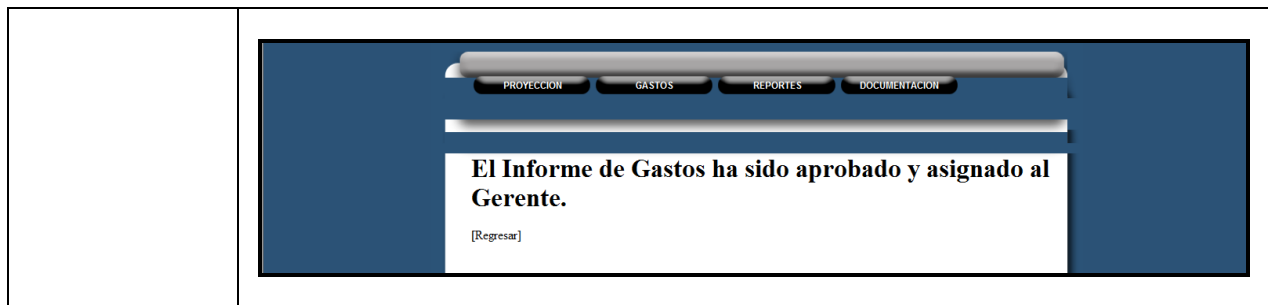 PROYECCION GASTOS REPORTES DOCUMENTACION
El Informe de Gastos ha sido aprobado y asignado al
Gerente.
[Regresar]